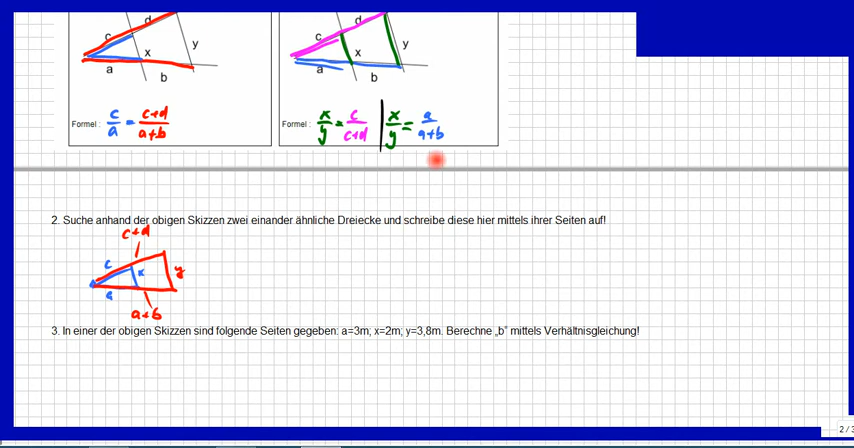 c d x y a b
c d x y a b
Formel : c/a = c+d/a+b
Formel : x/y = c/c+d | x/y = a/a+b
2. Suche anhand der obigen Skizzen zwei einander ähnliche Dreiecke und schreibe diese hier mittels ihrer Seiten auf!
c+d
c x y
a
a+b
3. In einer der obigen Skizzen sind folgende Seiten gegeben: a=3m; x=2m; y=3,8m. Berechne „b" mittels Verhältnisgleichung!
2 / 3